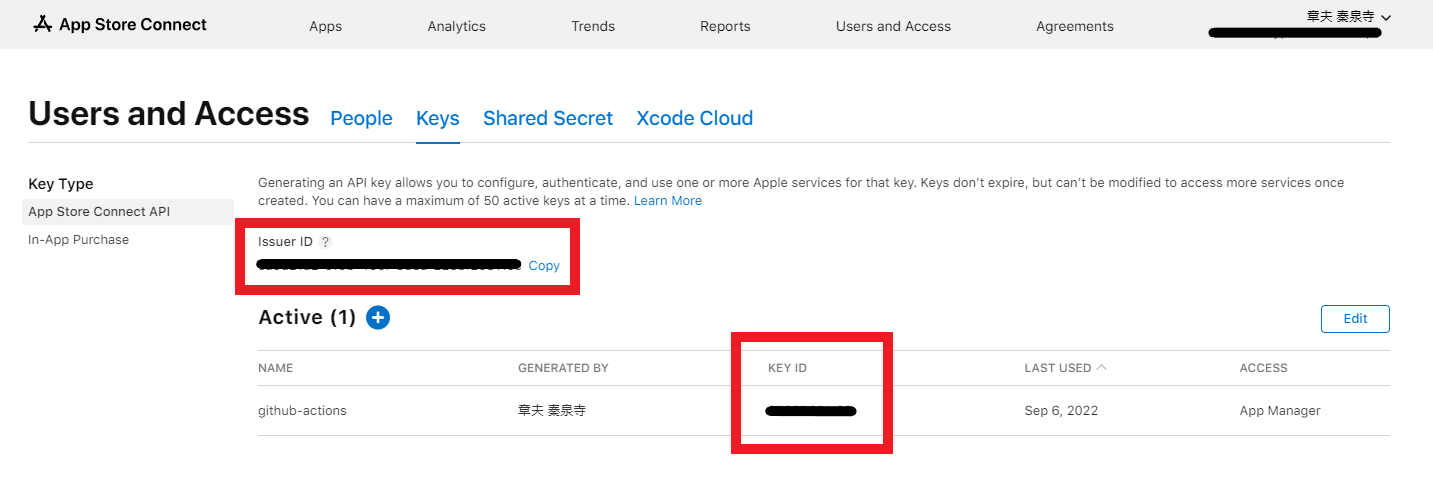 App Store Connect
Apps
Analytics
Trends
Reports
Users and Access
Agreements
章夫 秦泉寺
Users and Access
People
Keys
Shared Secret
Xcode Cloud
Key Type
App Store Connect API
In-App Purchase
Generating an API key allows you to configure, authenticate, and use one or more Apple services for that key. Keys don’t expire, but can’t be modified to access more services once
created. You can have a maximum of 50 active keys at a time. Learn More
Issuer ID ?
Copy
Active (1)
Edit
NAME GENERATED BY KEY ID LAST USED ACCESS
github-actions 章夫 秦泉寺 Sep 6, 2022 App Manager